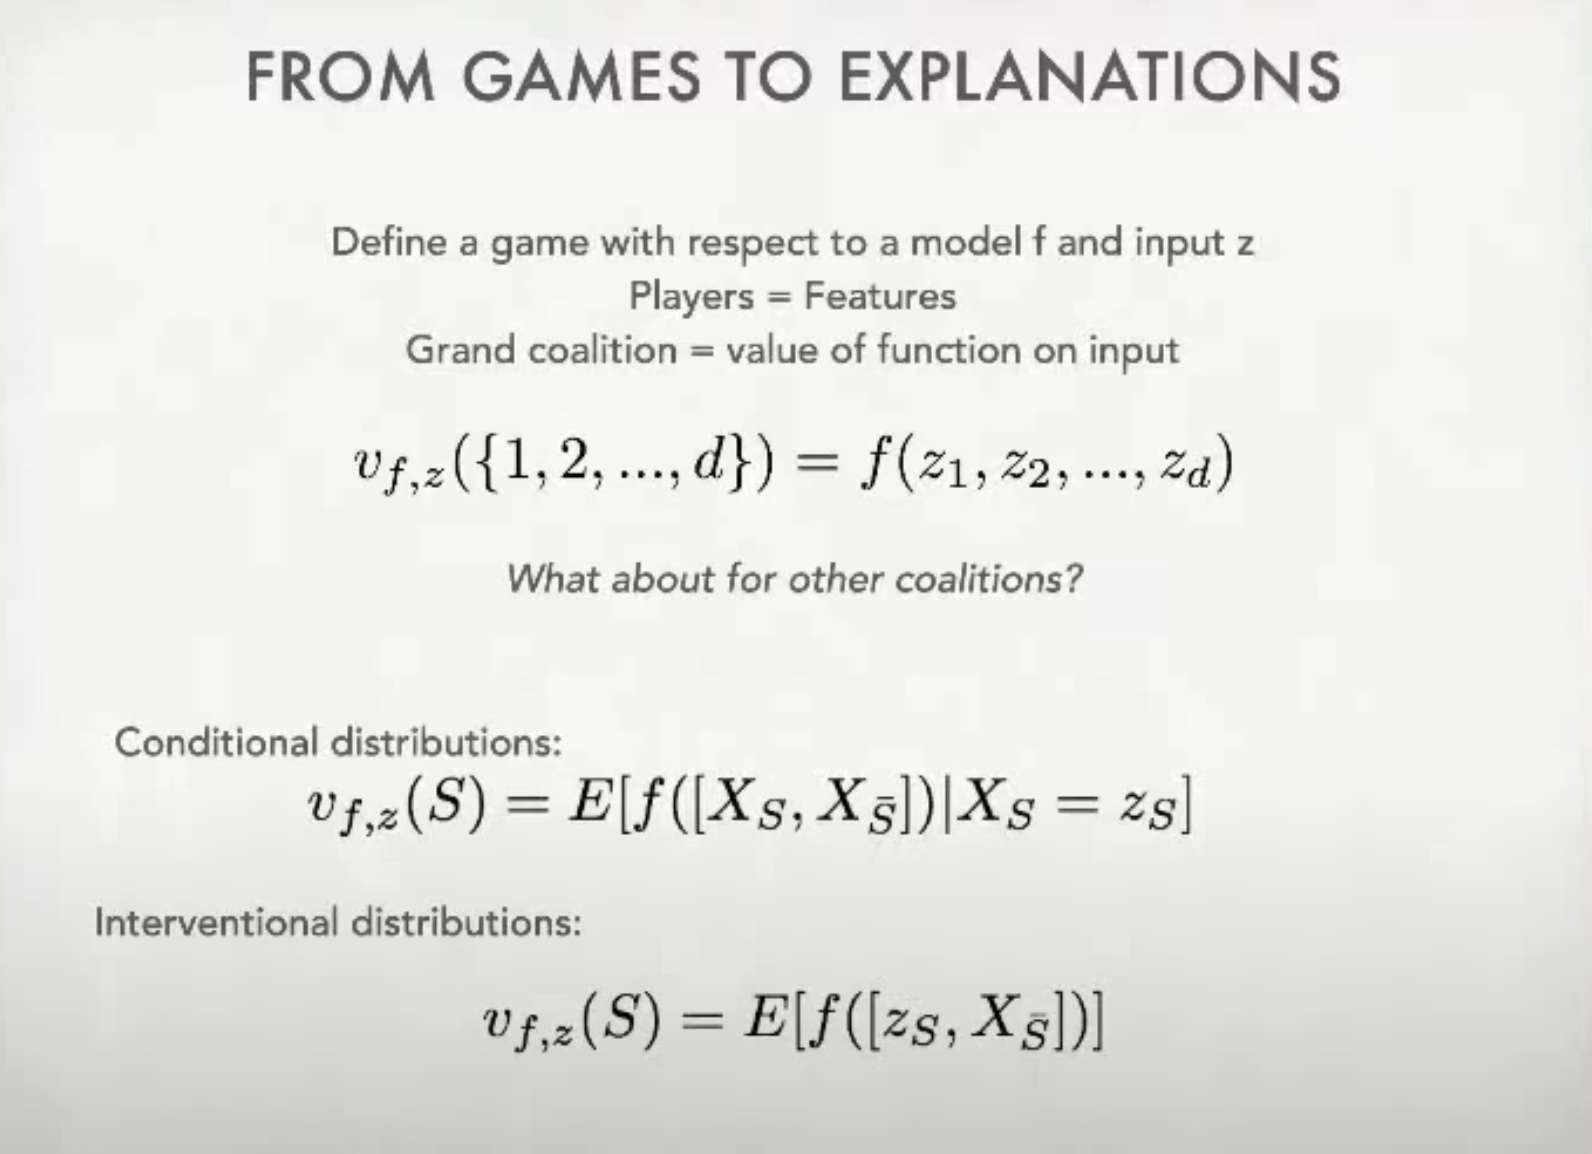 FROM GAMES TO EXPLANATIONS
Define a game with respect to a model f and input z
Players = Features
Grand coalition = value of function on input
$v_{f,z}(\{1, 2, ..., d\}) = f(z_1, z_2, ..., z_d)$
What about for other coalitions?
Conditional distributions:
$v_{f,z}(S) = E[f([X_S, X_{\bar{S}}])|X_S = z_S]$
Interventional distributions:
$v_{f,z}(S) = E[f([z_S, X_{\bar{S}}])]$